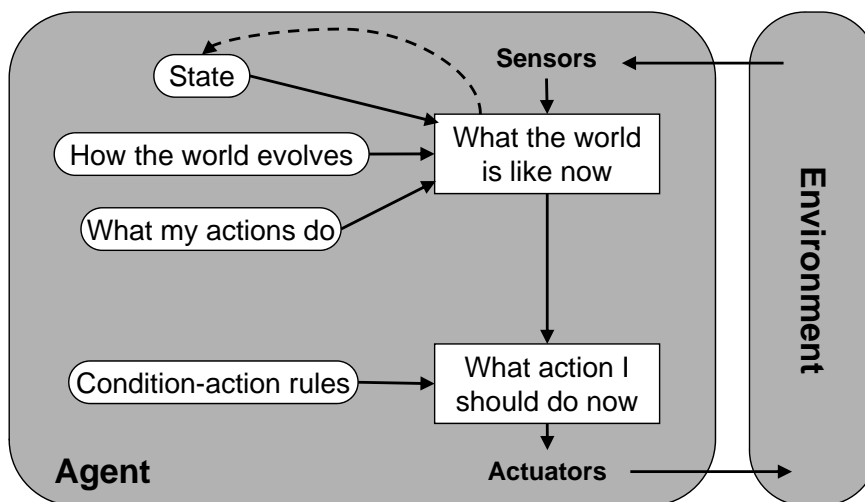 Sensors
State
What the world
is like now
How the world evolves
What my actions do
Environment
What action I
should do now
Condition-action rules
Agent
Actuators